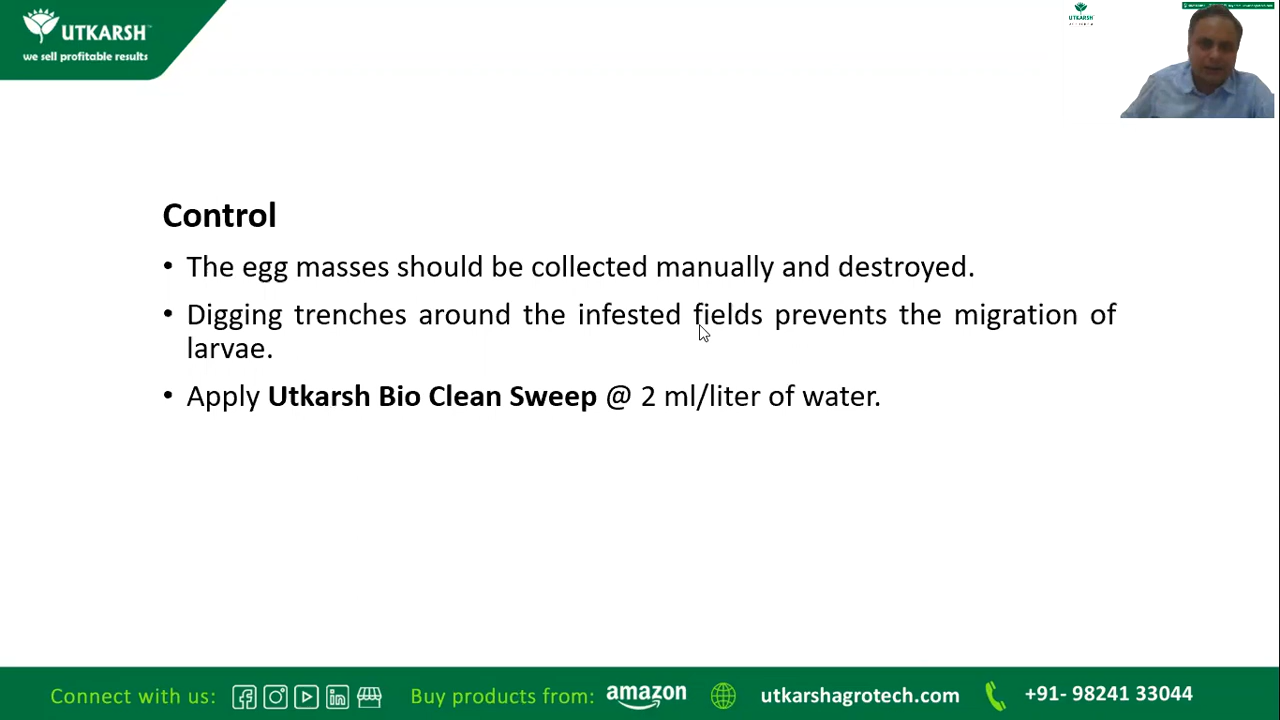 UTKARSH
we sell profitable results
UTKARSH
Control
• The egg masses should be collected manually and destroyed.
• Digging trenches around the infested fields prevents the migration of
larvae.
• Apply Utkarsh Bio Clean Sweep @ 2 ml/liter of water.
Connect with us: Buy products from: amazon utkarshagrotech.com +91- 98241 33044